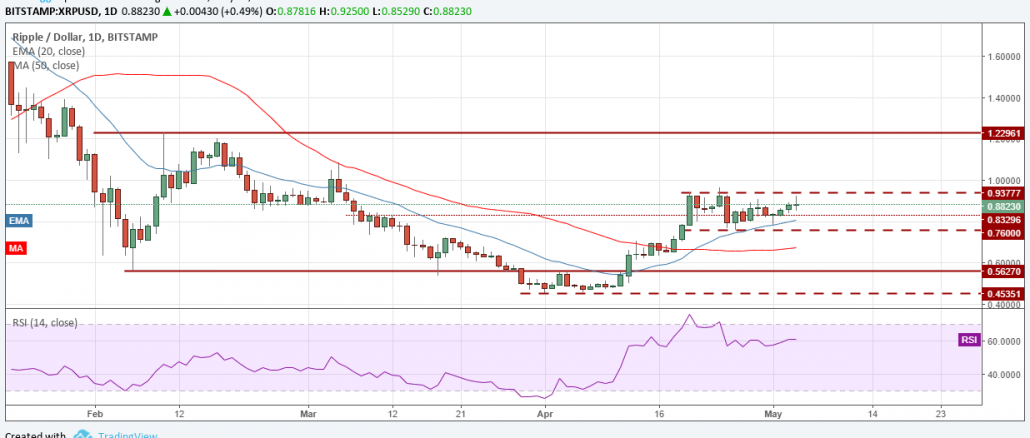 BITSTAMP:XRPUSD, 1D 0.88230 ▲ +0.00430 (+0.49%) O:0.87816 H:0.92500 L:0.85290 C:0.88230
Ripple / Dollar, 1D, BITSTAMP
EMA (20, close)
MA (50, close)
1.60000
1.40000
1.22961
1.00000
0.93777
0.88230
0.83296
0.76000
0.60000
0.56270
0.45351
0.40000
EMA
MA
RSI (14, close)
RSI
60.0000
40.0000
Feb 12 Mar 12 21 Apr 16 May 14 23
Created with TradingView